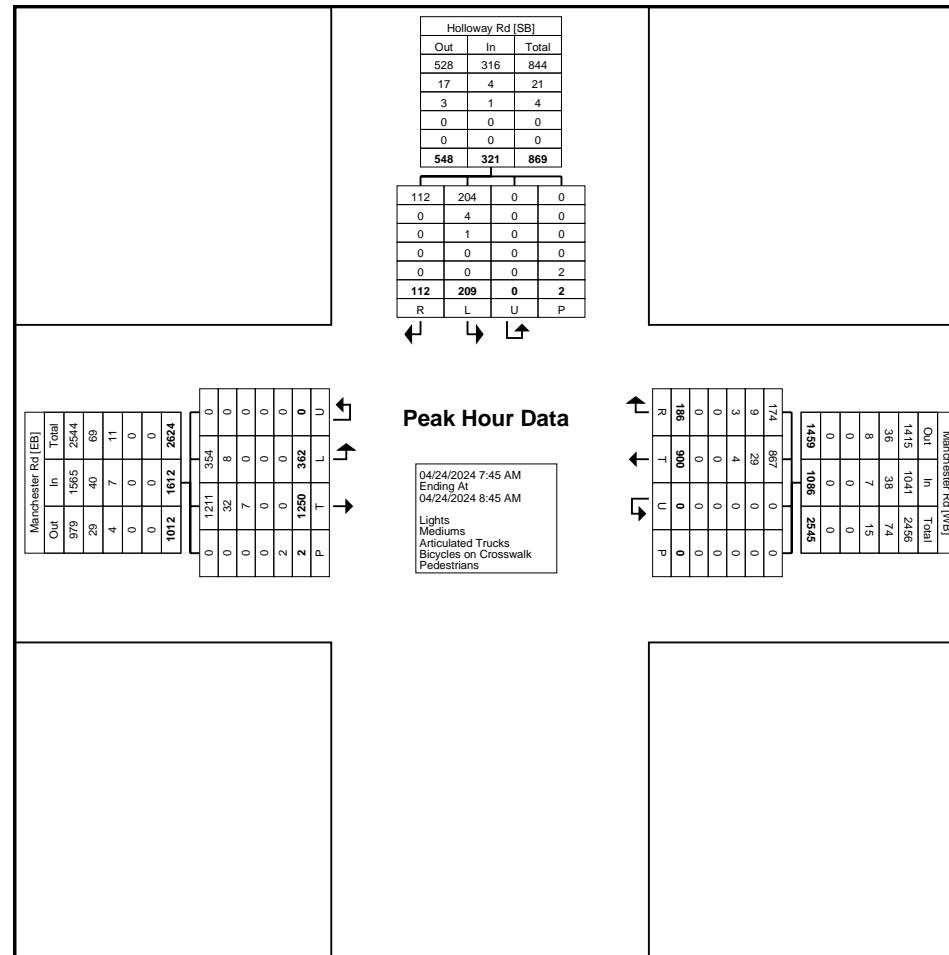 Holloway Rd [SB]
Out In Total
528 316 844
17 4 21
3 1 4
0 0 0
0 0 0
548 321 869
112 204 0 0
0 4 0 0
0 1 0 0
0 0 0 0
0 0 0 2
112 209 0 2
R L U P
Manchester Rd [EB]
Out In Total
979 1565 2544
29 40 69
4 7 11
0 0 0
0 0 0
1012 1612 2624
0 1211 354 0
0 32 8 0
0 7 0 0
0 0 0 0
2 0 0 0
2 1250 362 0
P T L U
Peak Hour Data
04/24/2024 7:45 AM
Ending At
04/24/2024 8:45 AM
Lights
Mediums
Articulated Trucks
Bicycles on Crosswalk
Pedestrians
Manchester Rd [WB]
Out In Total
1415 1041 2456
36 38 74
8 7 15
0 0 0
0 0 0
1459 1086 2545
174 867 0 0
9 29 0 0
3 4 0 0
0 0 0 0
0 0 0 0
186 900 0 0
R T U P